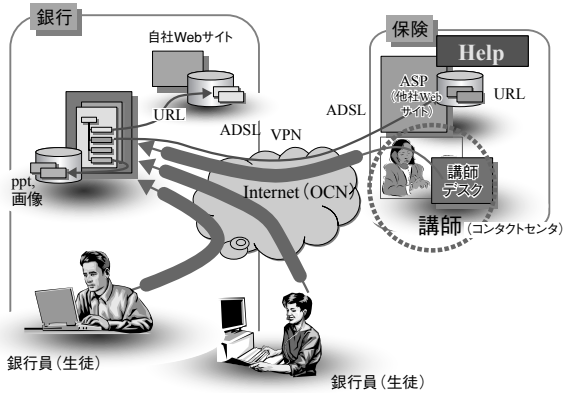 銀行
自社Webサイト
URL
ADSL
VPN
ppt,
画像
Internet(OCN)
保険
Help
ASP
(他社Web
サイト)
URL
ADSL
講師
デスク
講師(コンタクトセンタ)
銀行員(生徒)
銀行員(生徒)